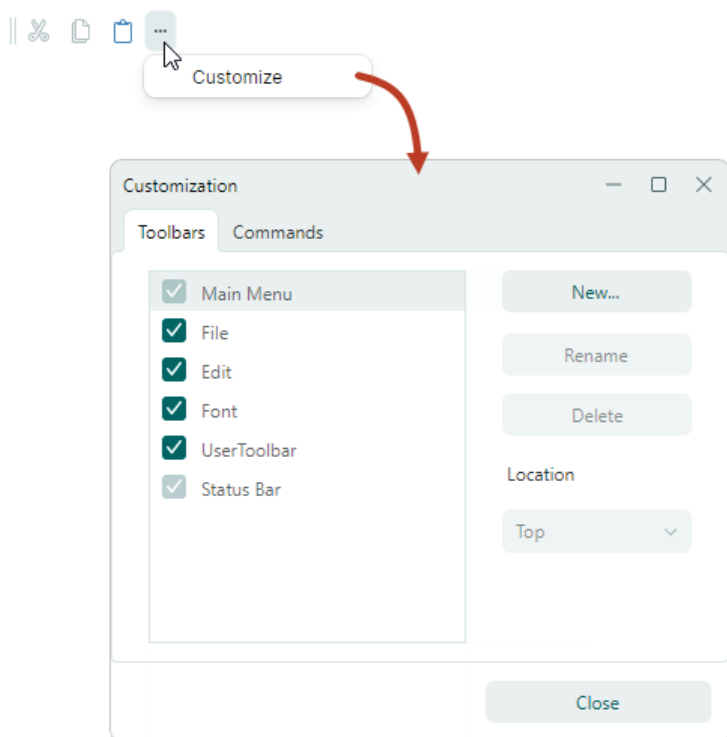 Customize
Customization
Toolbars Commands
Main Menu
File
Edit
Font
UserToolbar
Status Bar
New...
Rename
Delete
Location
Top
Close